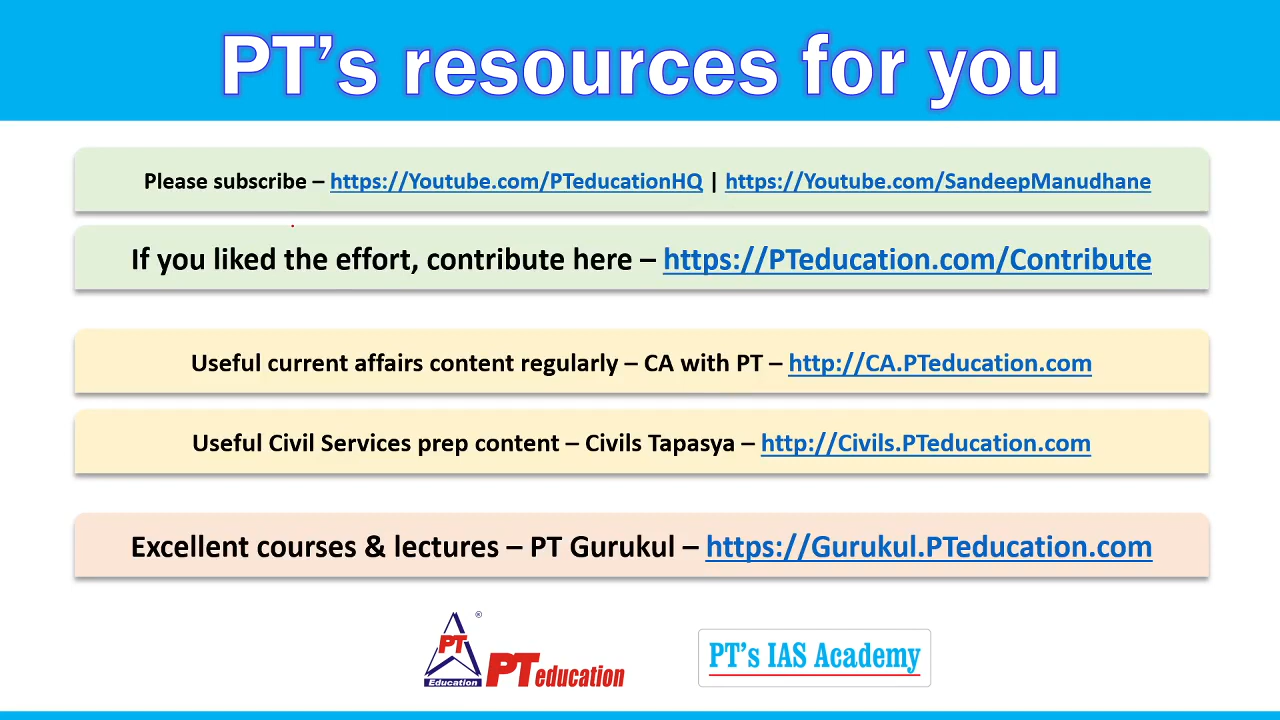 PT’s resources for you
Please subscribe – https://Youtube.com/PTeducationHQ | https://Youtube.com/SandeepManudhane
If you liked the effort, contribute here – https://PTeducation.com/Contribute
Useful current affairs content regularly – CA with PT – http://CA.PTeducation.com
Useful Civil Services prep content – Civils Tapasya – http://Civils.PTeducation.com
Excellent courses & lectures – PT Gurukul – https://Gurukul.PTeducation.com
PT ®
Education
PT education
PT’s IAS Academy